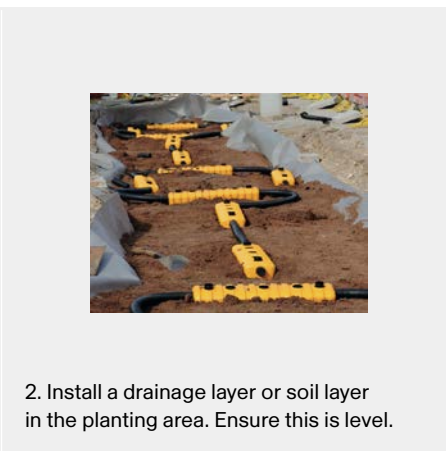 2. Install a drainage layer or soil layer
in the planting area. Ensure this is level.